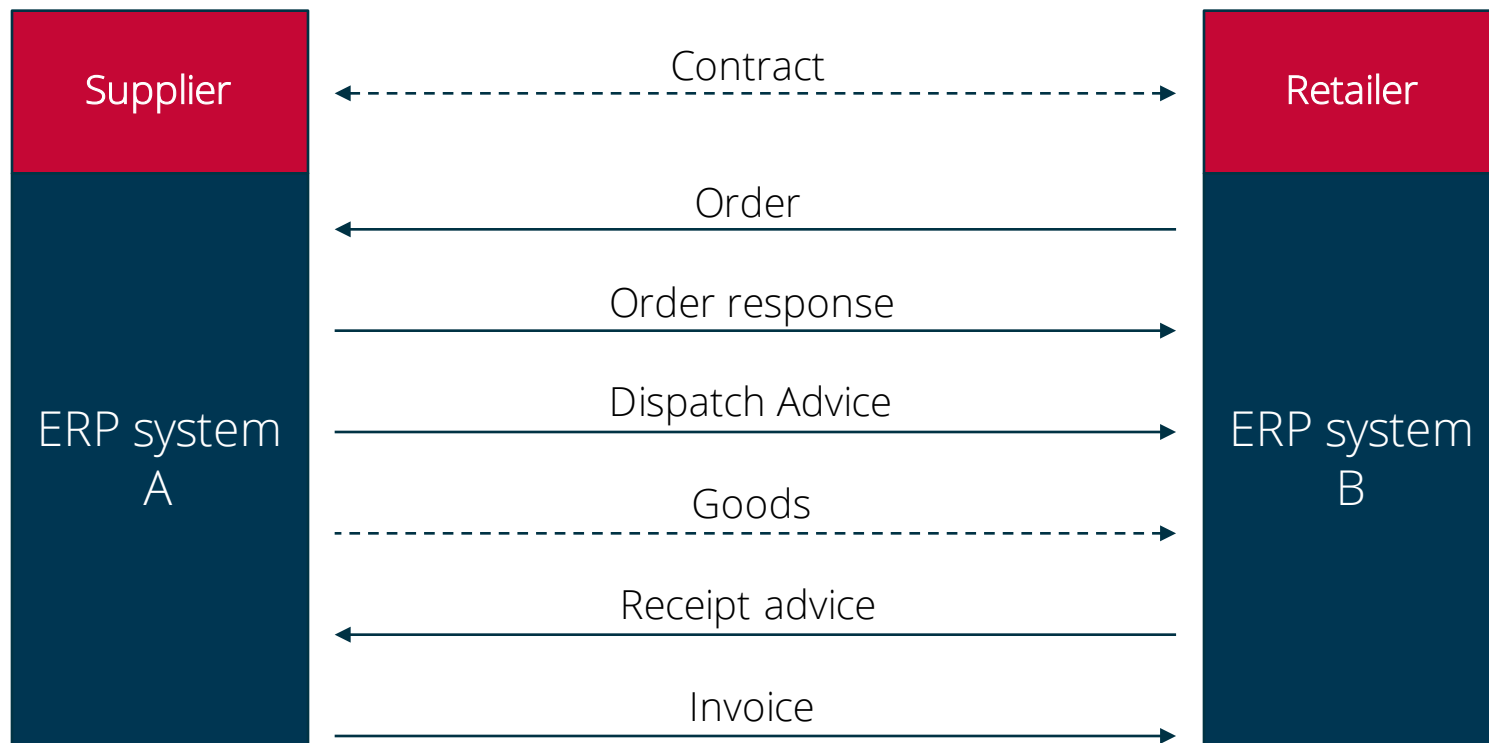 Supplier
Contract
Retailer
Order
Order response
Dispatch Advice
ERP system
A
ERP system
B
Goods
Receipt advice
Invoice